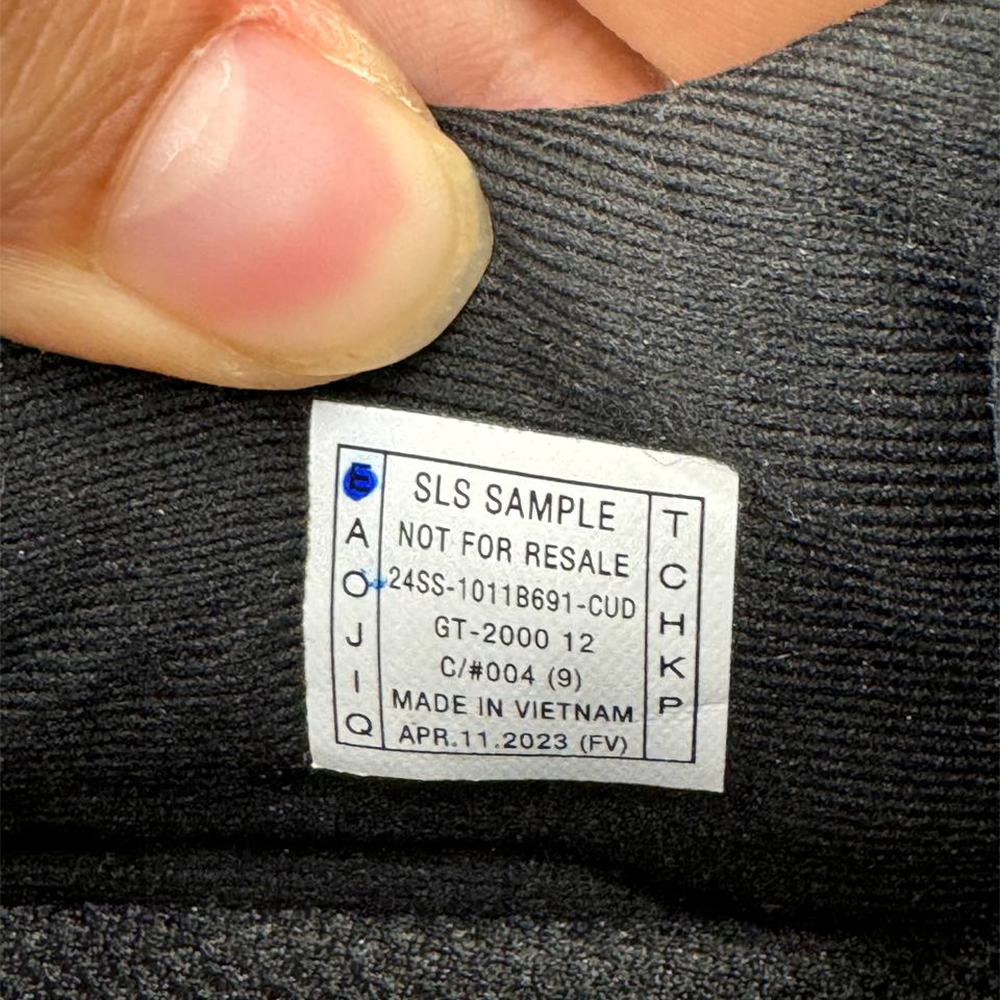 E
A
O
J
I
Q
SLS SAMPLE
NOT FOR RESALE
24SS-1011B691-CUD
GT-2000 12
C/#004 (9)
MADE IN VIETNAM
APR.11.2023 (FV)
T
C
H
K
P